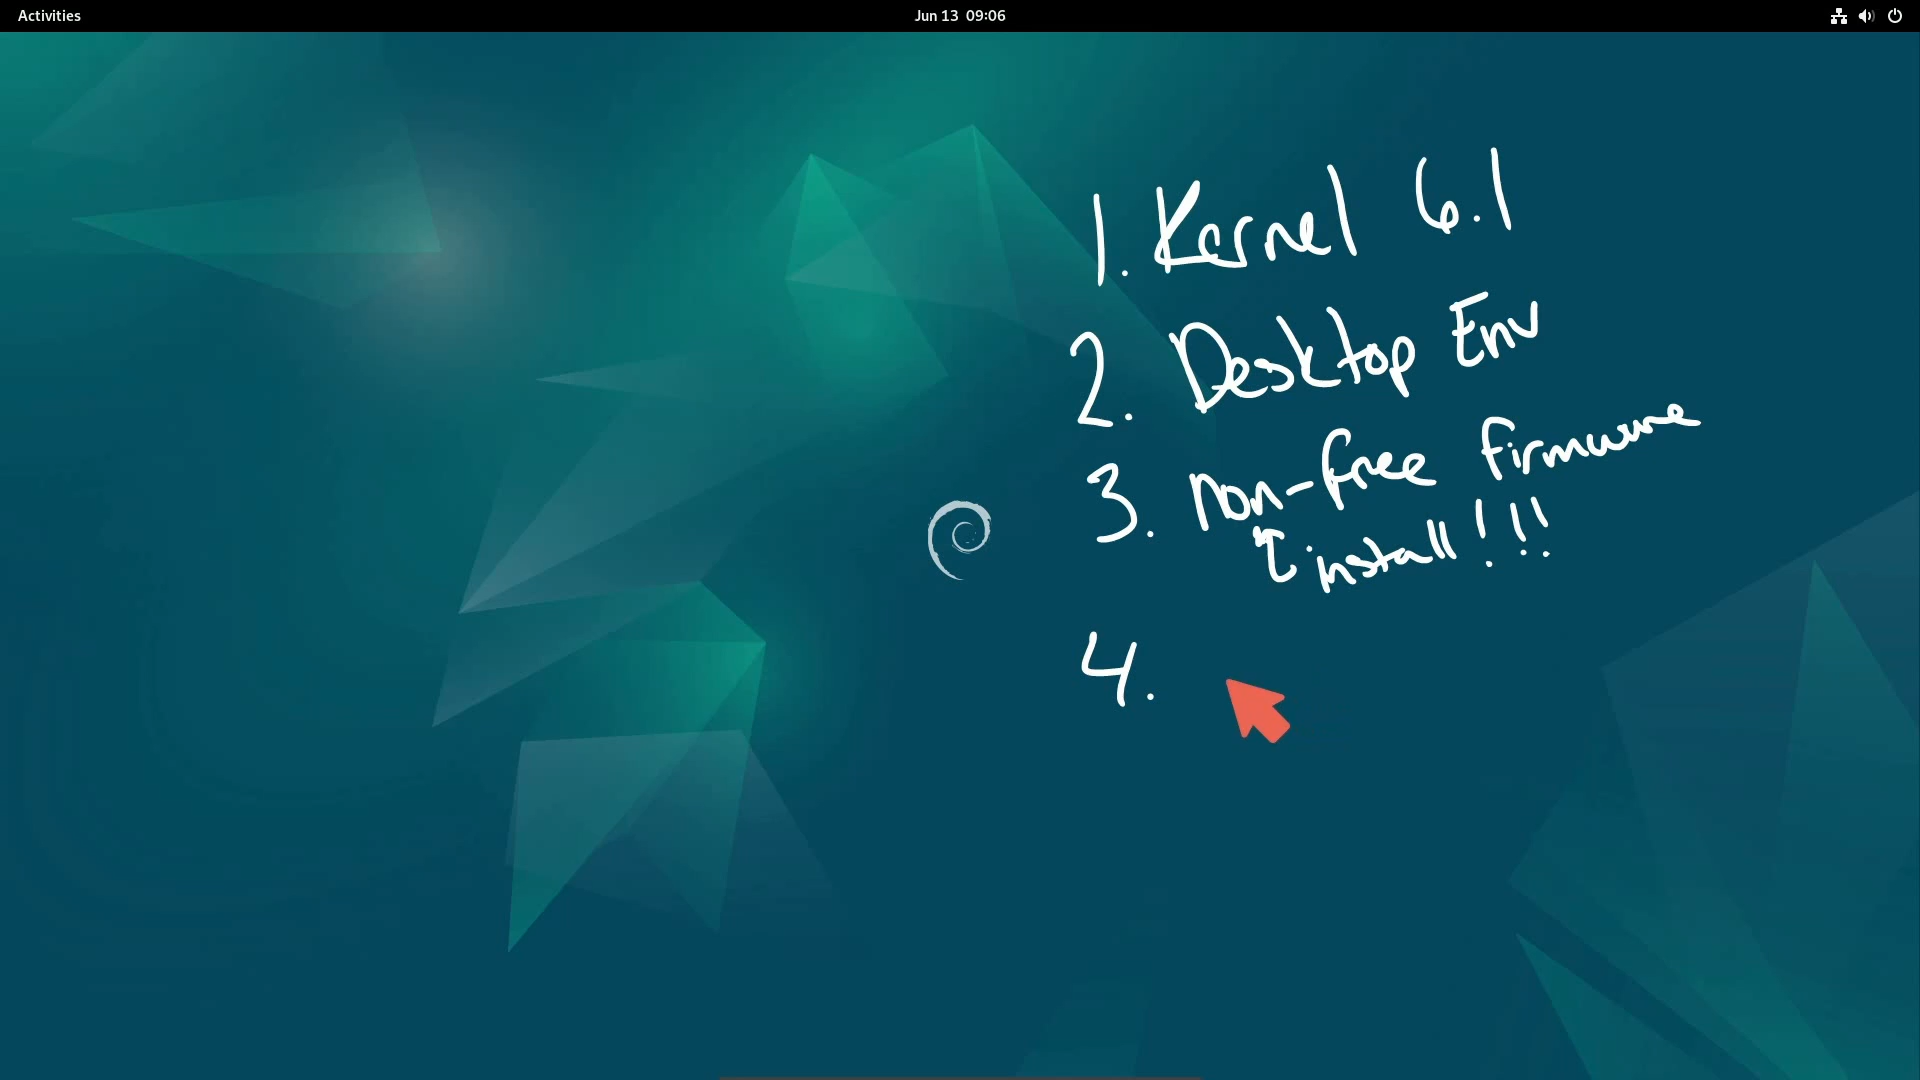 Activities
Jun 13 09:06
1. Kernel 6.1
2. Desktop Env
3. non-free firmware
install!!!
4.